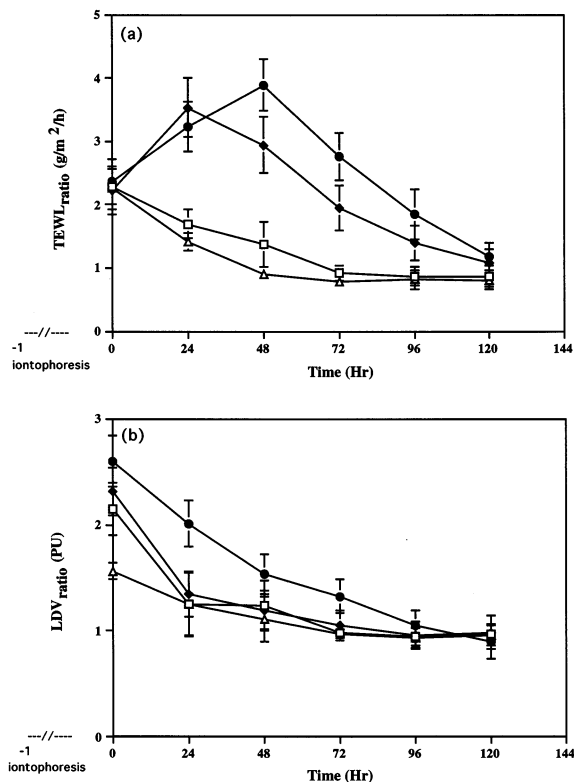 (a)
5
4
3
2
1
0
TEWLratio (g/m2/h)
---//----
-1
iontophoresis
0 24 48 72 96 120 144
Time (Hr)
(b)
3
2
1
0
LDVratio (PU)
---//----
-1
iontophoresis
0 24 48 72 96 120 144
Time (Hr)